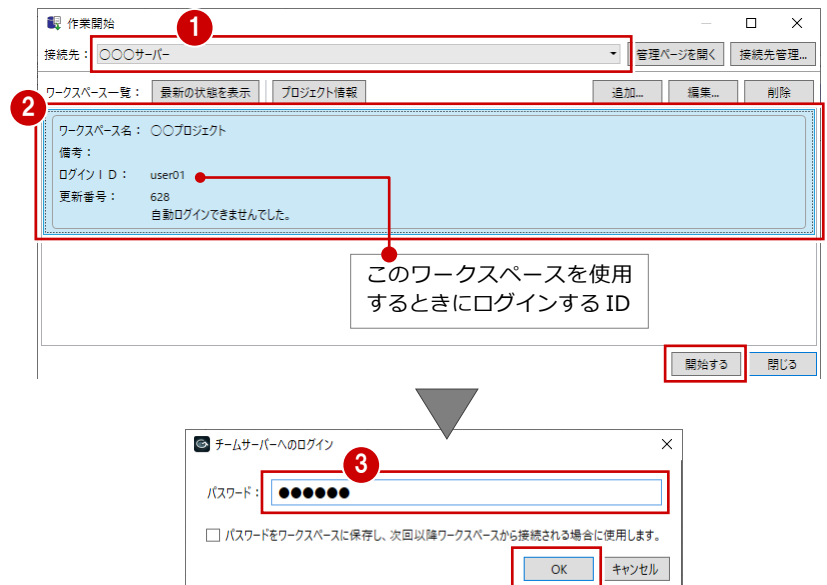 作業開始
1
接続先： 〇〇〇サーバー 管理ページを開く 接続先管理...
ワークスペース一覧： 最新の状態を表示 プロジェクト情報 追加... 編集... 削除
2
ワークスペース名： 〇〇プロジェクト
備考：
ログインＩＤ： user01
更新番号： 628
自動ログインできませんでした。
このワークスペースを使用
するときにログインする ID
開始する 閉じる
チームサーバーへのログイン
3
パスワード： ●●●●●●
パスワードをワークスペースに保存し、次回以降ワークスペースから接続される場合に使用します。
OK キャンセル